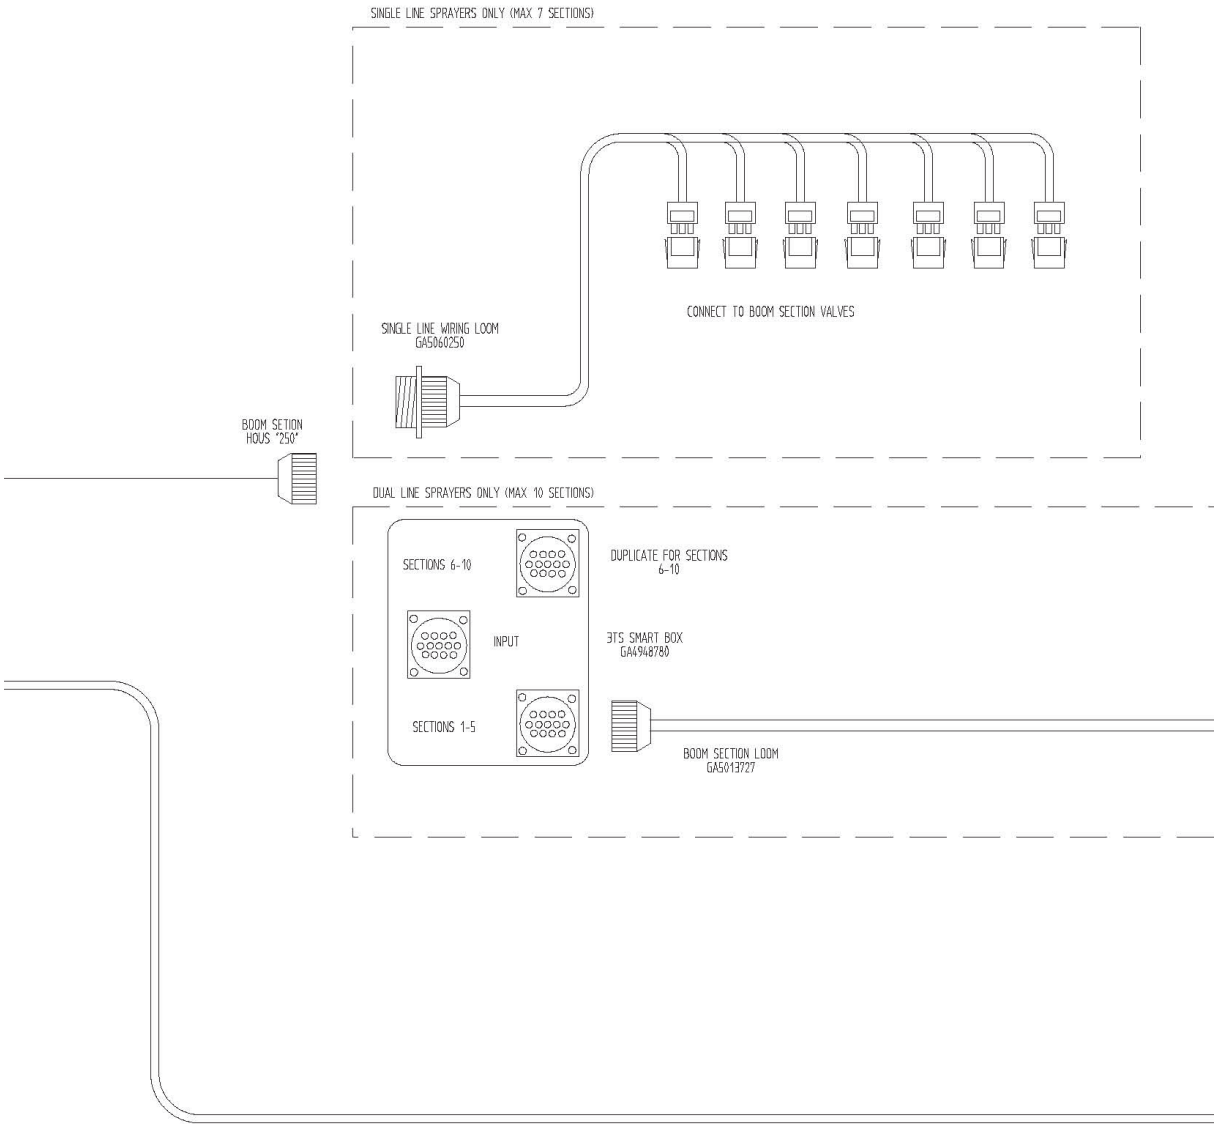 SINGLE LINE SPRAYERS ONLY (MAX 7 SECTIONS)
CONNECT TO BOOM SECTION VALVES
SINGLE LINE WIRING LOOM
GA5060250
BOOM SETION
HOUS "250"
DUAL LINE SPRAYERS ONLY (MAX 10 SECTIONS)
SECTIONS 6-10
DUPLICATE FOR SECTIONS
6-10
INPUT
3TS SMART BOX
GA4948780
SECTIONS 1-5
BOOM SECTION LOOM
GA5013727